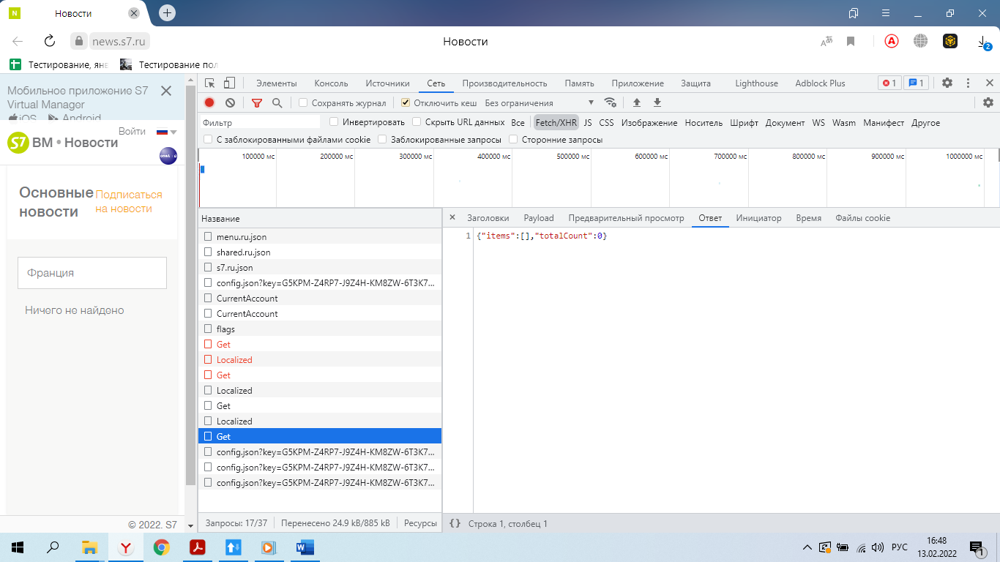 N
Новости
news.s7.ru
Новости
2
Тестирование, янв
Тестирование пол
Мобильное приложение S7
Virtual Manager
iOS
Android
Войти
S7 ВМ • Новости
Основные
новости
Подписаться
на новости
Франция
Ничего не найдено
© 2022. S7
Элементы Консоль Источники Сеть Производительность Память Приложение Защита Lighthouse Adblock Plus 1 1
Сохранять журнал Отключить кеш Без ограничения
Фильтр Инвертировать Скрыть URL данных Все Fetch/XHR JS CSS Изображение Носитель Шрифт Документ WS Wasm Манифест Другое
С заблокированными файлами cookie Заблокированные запросы Сторонние запросы
100000 мс 200000 мс 300000 мс 400000 мс 500000 мс 600000 мс 700000 мс 800000 мс 900000 мс 1000000 мс
Название
menu.ru.json
shared.ru.json
s7.ru.json
config.json?key=G5KPM-Z4RP7-J9Z4H-KM8ZW-6T3K7...
CurrentAccount
CurrentAccount
flags
Get
Localized
Get
Localized
Get
Localized
Get
config.json?key=G5KPM-Z4RP7-J9Z4H-KM8ZW-6T3K7...
config.json?key=G5KPM-Z4RP7-J9Z4H-KM8ZW-6T3K7...
config.json?key=G5KPM-Z4RP7-J9Z4H-KM8ZW-6T3K7...
Запросы: 17/37 Перенесено 24.9 kB/885 kB Ресурсы
Заголовки Payload Предварительный просмотр Ответ Инициатор Время Файлы cookie
1 {"items":[],"totalCount":0}
{} Строка 1, столбец 1
РУС
16:48
13.02.2022
1